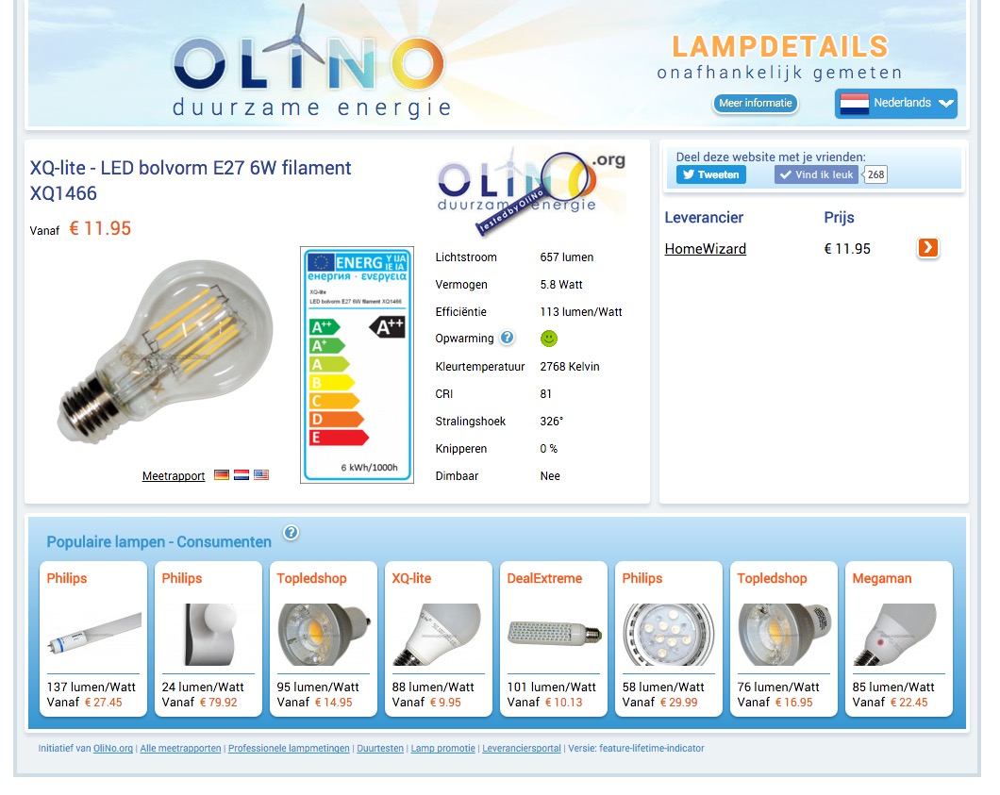 OLINO
duurzame energie
LAMPDETAILS
onafhankelijk gemeten
Meer informatie
Nederlands
XQ-lite - LED bolvorm E27 6W filament
XQ1466
Vanaf € 11.95
OLINO.org
duurzame energie
tested by OliNo
ENERG Y IJA
IE IA
енергия · ενεργεια
XQ-lite
LED bolvorm E27 6W filament XQ1466
A++
A++
A+
A
B
C
D
E
6 kWh/1000h
Meetrapport
Lichtstroom 657 lumen
Vermogen 5.8 Watt
Efficiëntie 113 lumen/Watt
Opwarming ?
Kleurtemperatuur 2768 Kelvin
CRI 81
Stralingshoek 326°
Knipperen 0 %
Dimbaar Nee
Deel deze website met je vrienden:
Tweeten Vind ik leuk 268
Leverancier Prijs
HomeWizard € 11.95
Populaire lampen - Consumenten ?
Philips
137 lumen/Watt
Vanaf € 27.45
Philips
24 lumen/Watt
Vanaf € 79.92
Topledshop
95 lumen/Watt
Vanaf € 14.95
XQ-lite
88 lumen/Watt
Vanaf € 9.95
DealExtreme
101 lumen/Watt
Vanaf € 10.13
Philips
58 lumen/Watt
Vanaf € 29.99
Topledshop
76 lumen/Watt
Vanaf € 16.95
Megaman
85 lumen/Watt
Vanaf € 22.45
Initiatief van OliNo.org | Alle meetrapporten | Professionele lampmetingen | Duurtesten | Lamp promotie | Leveranciersportal | Versie: feature-lifetime-indicator